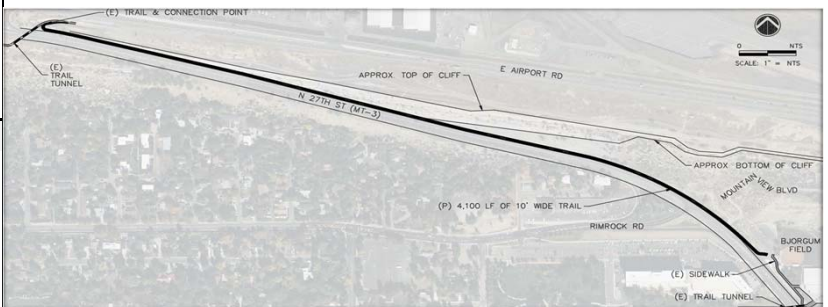 (E) TRAIL & CONNECTION POINT
(E)
TRAIL
TUNNEL
0 NTS
SCALE: 1" = NTS
E AIRPORT RD
APPROX. TOP OF CLIFF
N 27TH ST (MT-3)
APPROX BOTTOM OF CLIFF
MOUNTAIN VIEW BLVD
(P) 4,100 LF OF 10' WIDE TRAIL
RIMROCK RD
BJORGUM
FIELD
(E) SIDEWALK
(E) TRAIL TUNNEL